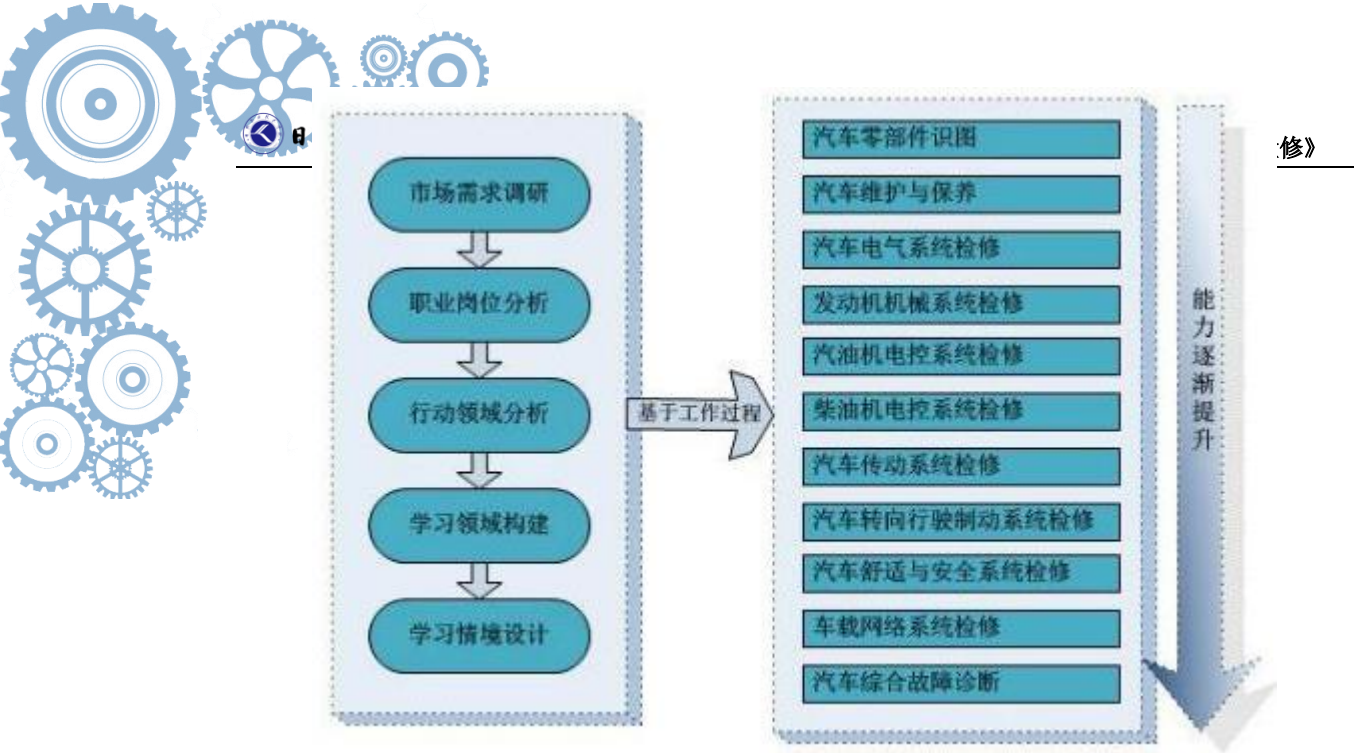 日
修》
市场需求调研
职业岗位分析
行动领域分析
学习领域构建
学习情境设计
基于工作过程
汽车零部件识图
汽车维护与保养
汽车电气系统检修
发动机机械系统检修
汽油机电控系统检修
柴油机电控系统检修
汽车传动系统检修
汽车转向行驶制动系统检修
汽车舒适与安全系统检修
车载网络系统检修
汽车综合故障诊断
能力逐渐提升